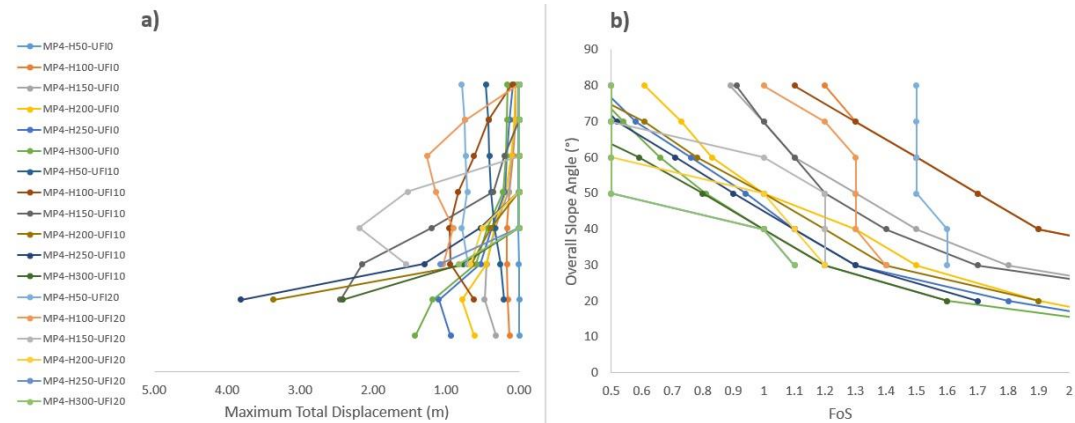 a)
b)
MP4-H50-UFI0
MP4-H100-UFI0
MP4-H150-UFI0
MP4-H200-UFI0
MP4-H250-UFI0
MP4-H300-UFI0
MP4-H50-UFI10
MP4-H100-UFI10
MP4-H150-UFI10
MP4-H200-UFI10
MP4-H250-UFI10
MP4-H300-UFI10
MP4-H50-UFI20
MP4-H100-UFI20
MP4-H150-UFI20
MP4-H200-UFI20
MP4-H250-UFI20
MP4-H300-UFI20
5.00 4.00 3.00 2.00 1.00 0.00
Maximum Total Displacement (m)
Overall Slope Angle (°)
90
80
70
60
50
40
30
20
10
0
0.5 0.6 0.7 0.8 0.9 1 1.1 1.2 1.3 1.4 1.5 1.6 1.7 1.8 1.9 2
FoS